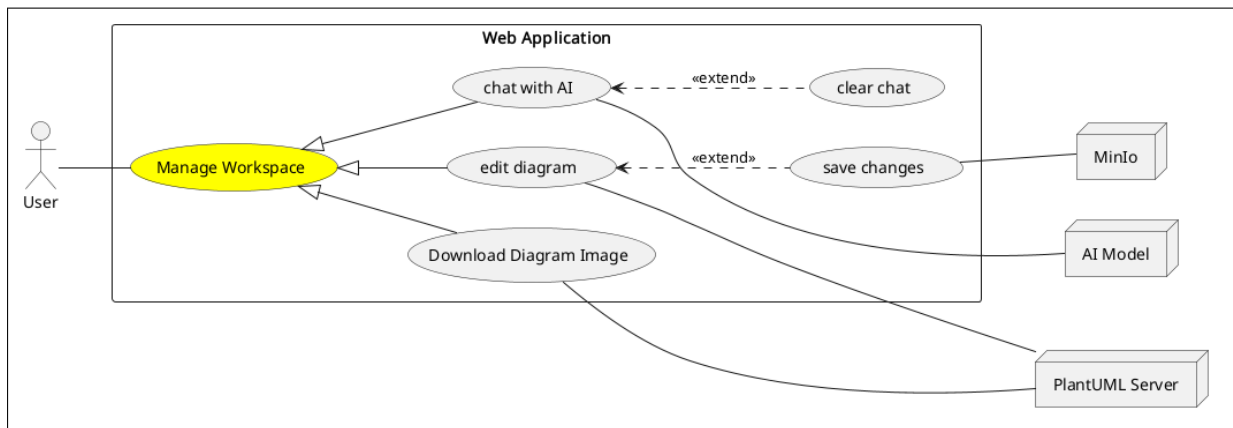 Web Application
chat with AI
«extend»
clear chat
User
Manage Workspace
edit diagram
«extend»
save changes
MinIo
Download Diagram Image
AI Model
PlantUML Server